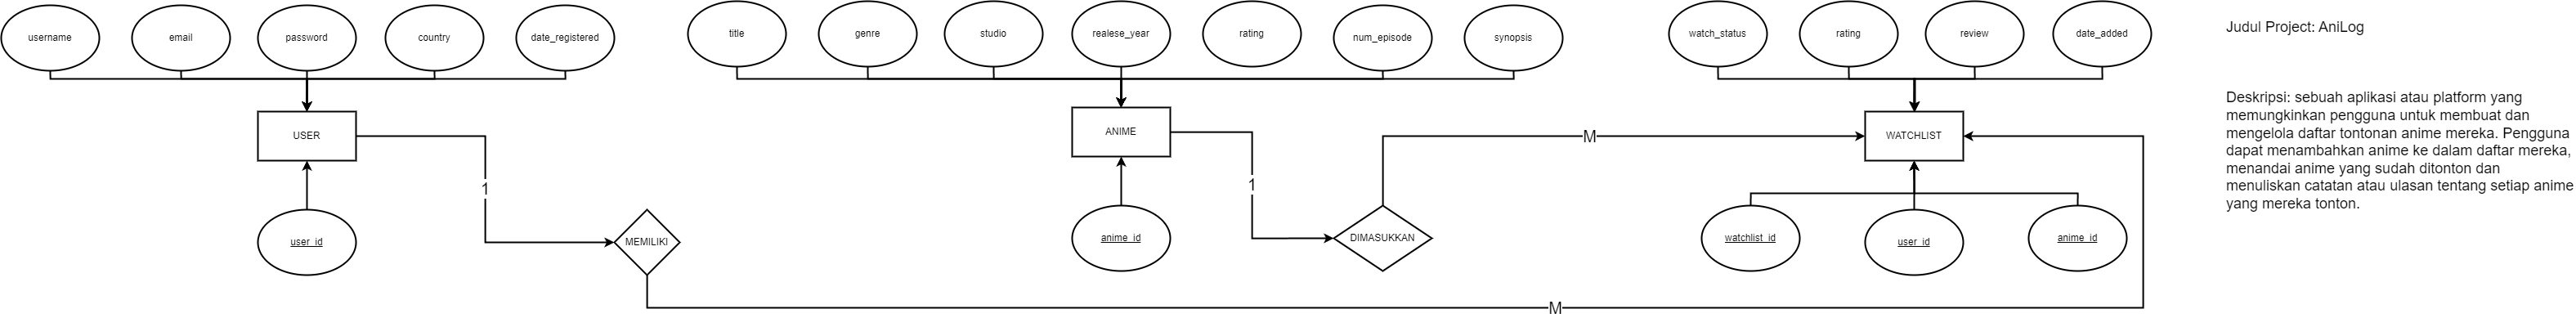 username
email
password
country
date_registered
title
genre
studio
realese_year
rating
num_episode
synopsis
watch_status
rating
review
date_added
Judul Project: AniLog
Deskripsi: sebuah aplikasi atau platform yang
memungkinkan pengguna untuk membuat dan
mengelola daftar tontonan anime mereka. Pengguna
dapat menambahkan anime ke dalam daftar mereka,
menandai anime yang sudah ditonton dan
menuliskan catatan atau ulasan tentang setiap anime
yang mereka tonton.
USER
ANIME
M
WATCHLIST
1
1
user_id
MEMILIKI
anime_id
DIMASUKKAN
watchlist_id
user_id
anime_id
M